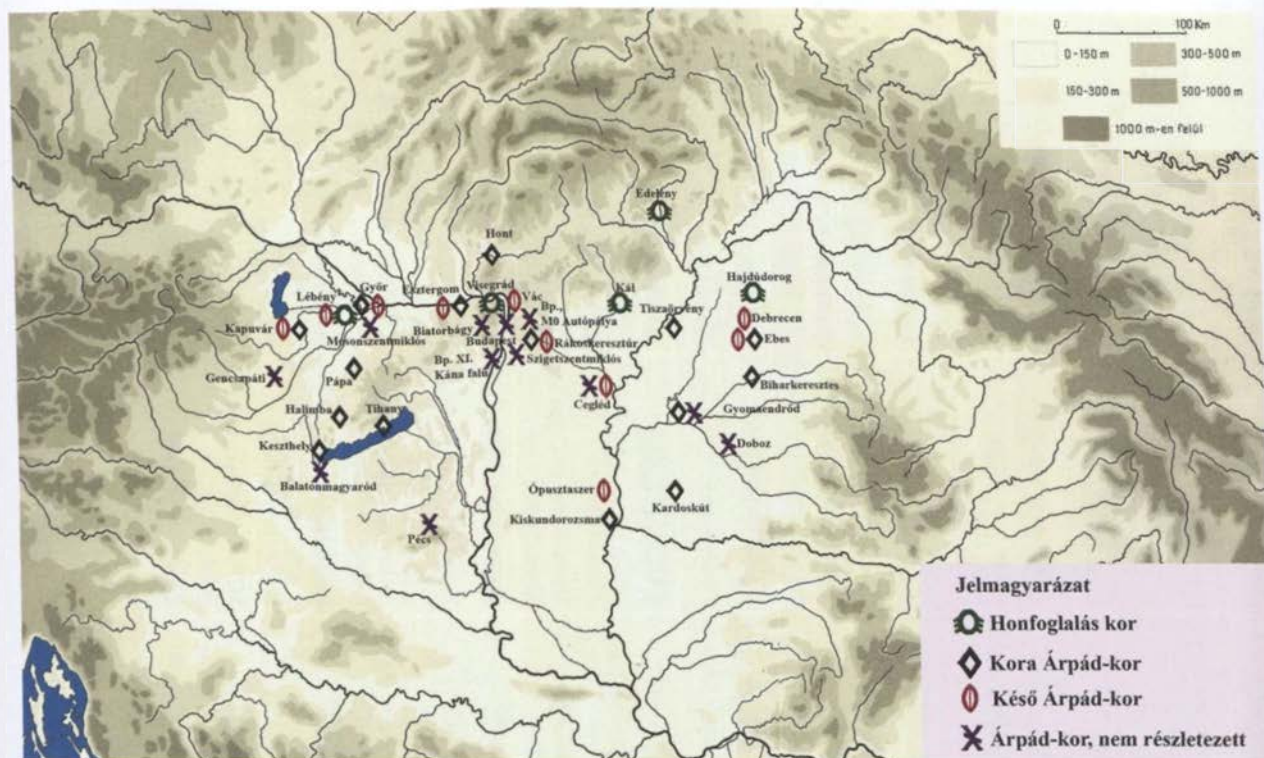 0 100 Km
0-150 m 300-500 m
150-300 m 500-1000 m
1000 m-en felül
Edelény
Hont
Hajdúdorog
Győr
Esztergom
Visegrád
Vác
Kál
Lébény
Bp.,
M0 Autópálya
Tiszaörvény
Debrecen
Kapuvár
Mosonszentmiklós
Biatorbágy
Budapest
Rákoskeresztúr
Ebes
Bp. XI.
Kána falu
Szigetszentmiklós
Gencsapáti
Pápa
Biharkeresztes
Cegléd
Halimba
Tihany
Gyomaendrőd
Keszthely
Doboz
Balatonmagyaród
Ópusztaszer
Kardoskút
Kiskundorozsma
Pécs
Jelmagyarázat
Honfoglalás kor
Kora Árpád-kor
Késő Árpád-kor
Árpád-kor, nem részletezett